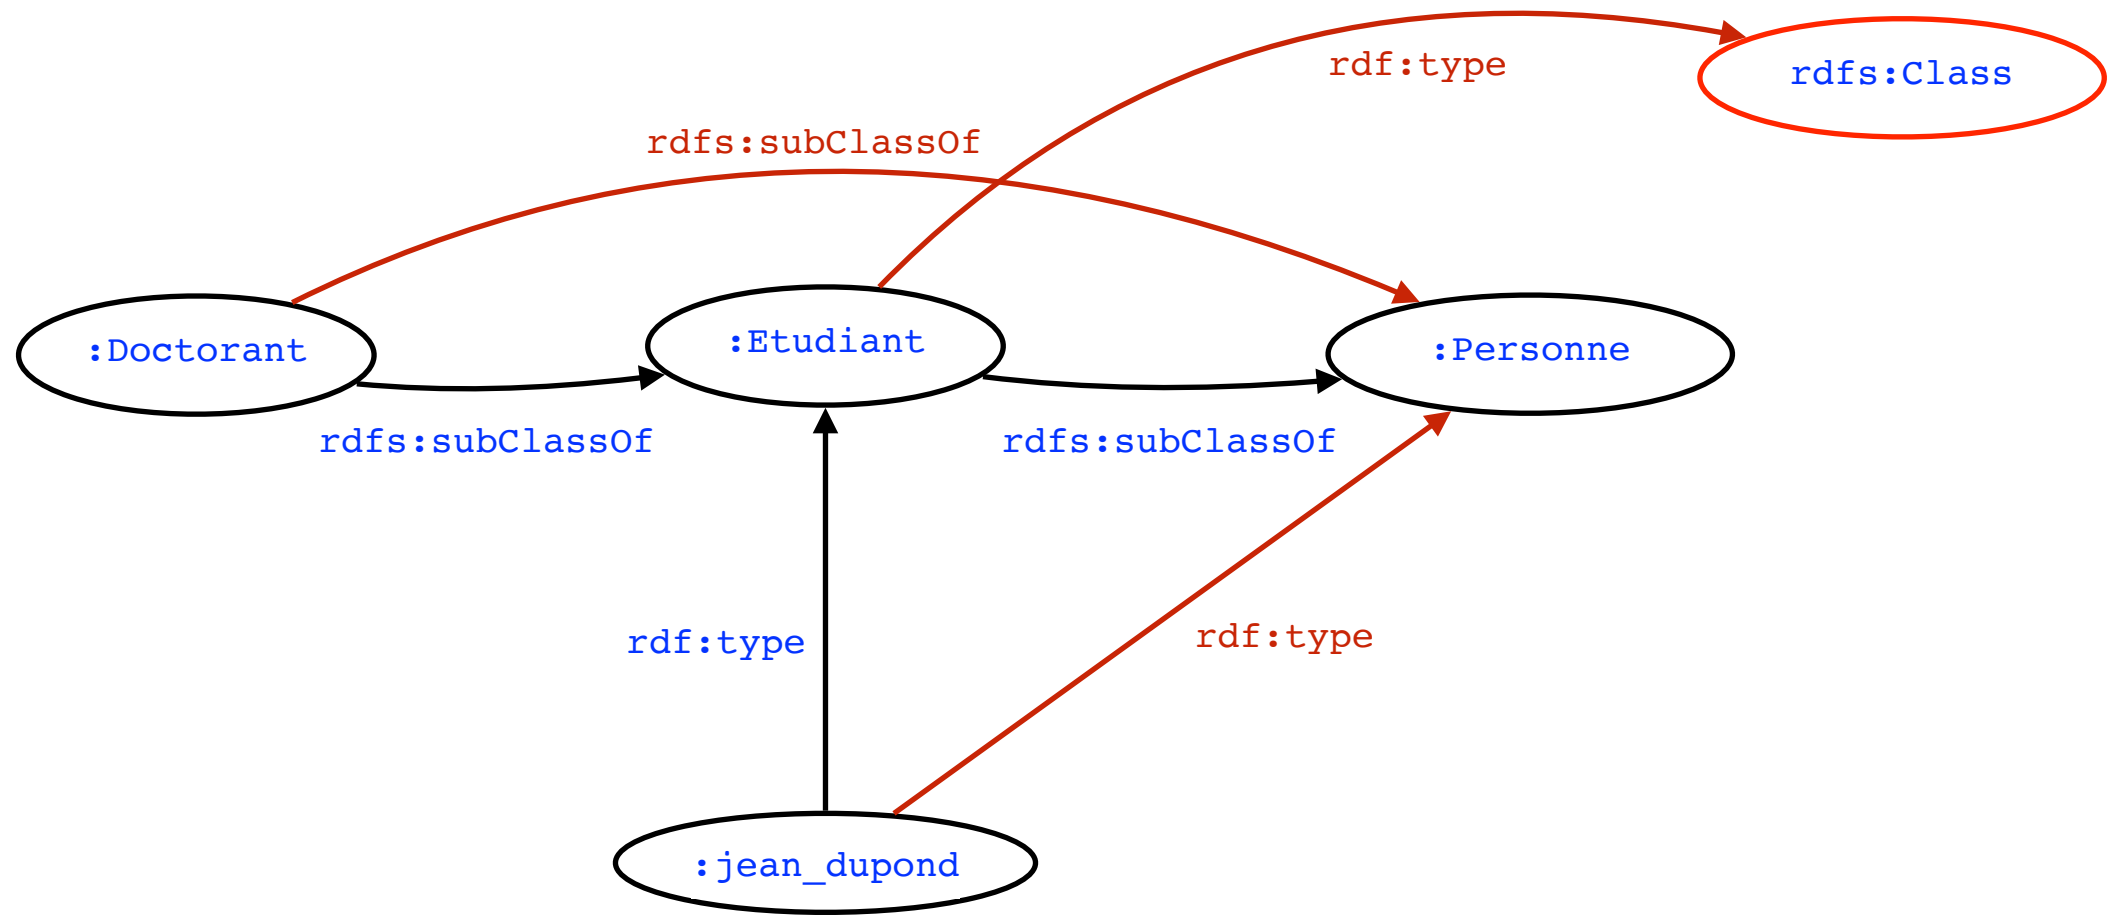 rdf:type
rdfs:Class
rdfs:subClassOf
:Doctorant
:Etudiant
:Personne
rdfs:subClassOf
rdfs:subClassOf
rdf:type
rdf:type
:jean_dupond